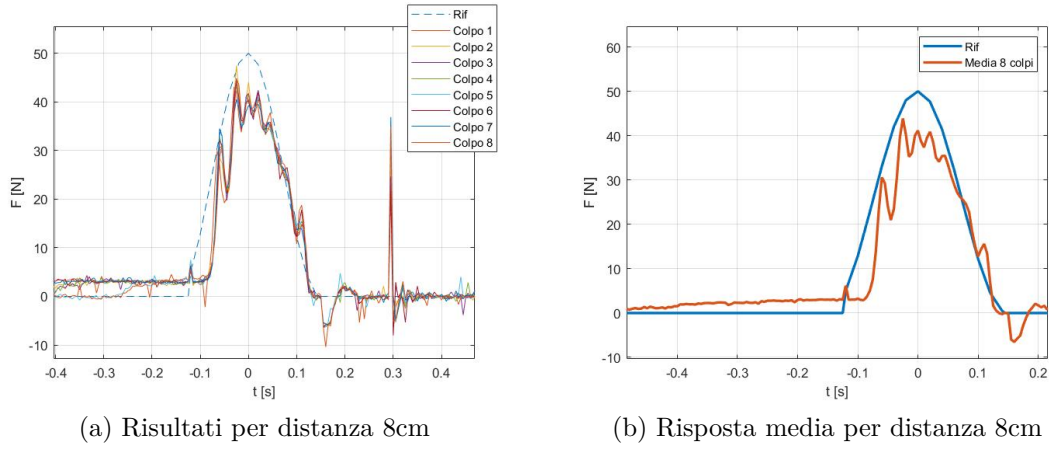 Rif
Colpo 1
Colpo 2
Colpo 3
Colpo 4
Colpo 5
Colpo 6
Colpo 7
Colpo 8
50
40
30
20
10
0
-10
F [N]
-0.4 -0.3 -0.2 -0.1 0 0.1 0.2 0.3 0.4
t [s]
(a) Risultati per distanza 8cm
Rif
Media 8 colpi
60
50
40
30
20
10
0
-10
F [N]
-0.4 -0.3 -0.2 -0.1 0 0.1 0.2
t [s]
(b) Risposta media per distanza 8cm